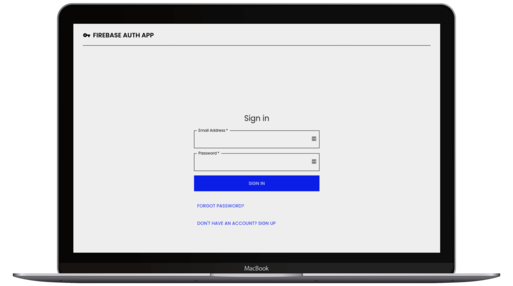 FIREBASE AUTH APP
Sign in
Email Address *
Password *
SIGN IN
FORGOT PASSWORD?
DON'T HAVE AN ACCOUNT? SIGN UP
MacBook